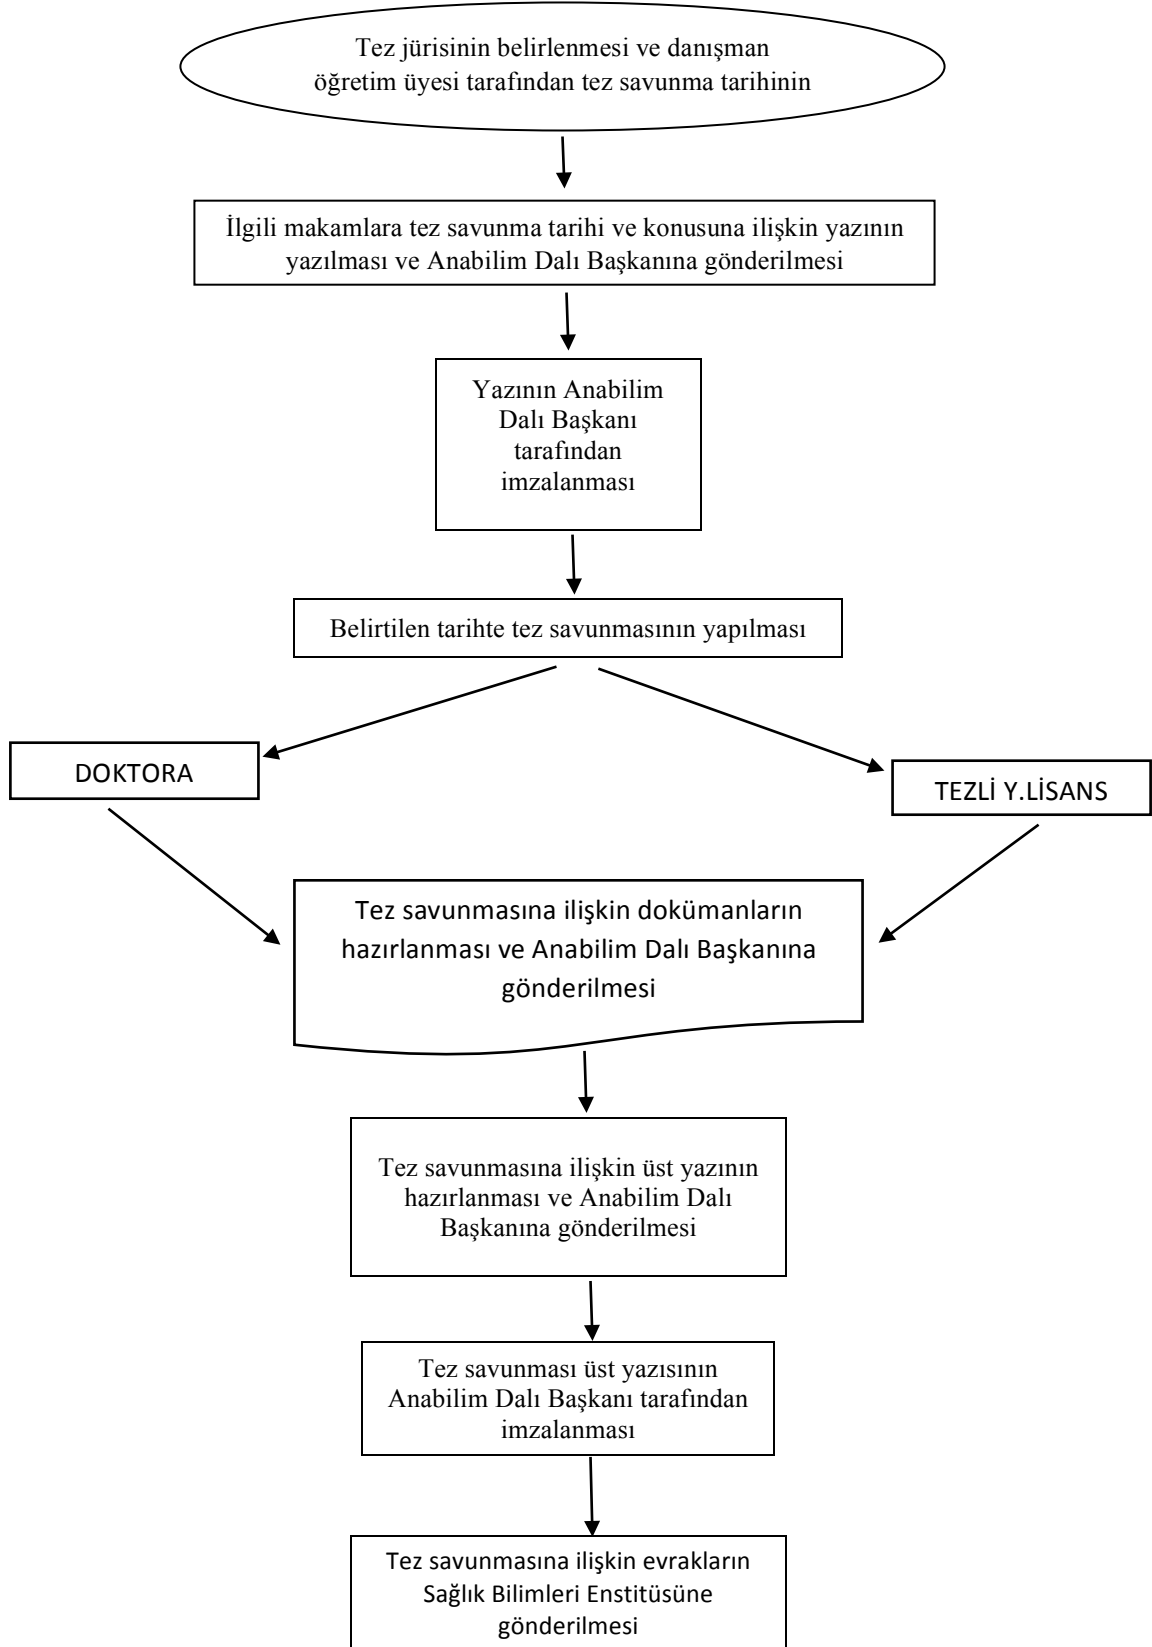 Tez jürisinin belirlenmesi ve danışman
öğretim üyesi tarafından tez savunma tarihinin
İlgili makamlara tez savunma tarihi ve konusuna ilişkin yazının
yazılması ve Anabilim Dalı Başkanına gönderilmesi
Yazının Anabilim
Dalı Başkanı
tarafından
imzalanması
Belirtilen tarihte tez savunmasının yapılması
DOKTORA
TEZLİ Y.LİSANS
Tez savunmasına ilişkin dokümanların
hazırlanması ve Anabilim Dalı Başkanına
gönderilmesi
Tez savunmasına ilişkin üst yazının
hazırlanması ve Anabilim Dalı
Başkanına gönderilmesi
Tez savunması üst yazısının
Anabilim Dalı Başkanı tarafından
imzalanması
Tez savunmasına ilişkin evrakların
Sağlık Bilimleri Enstitüsüne
gönderilmesi